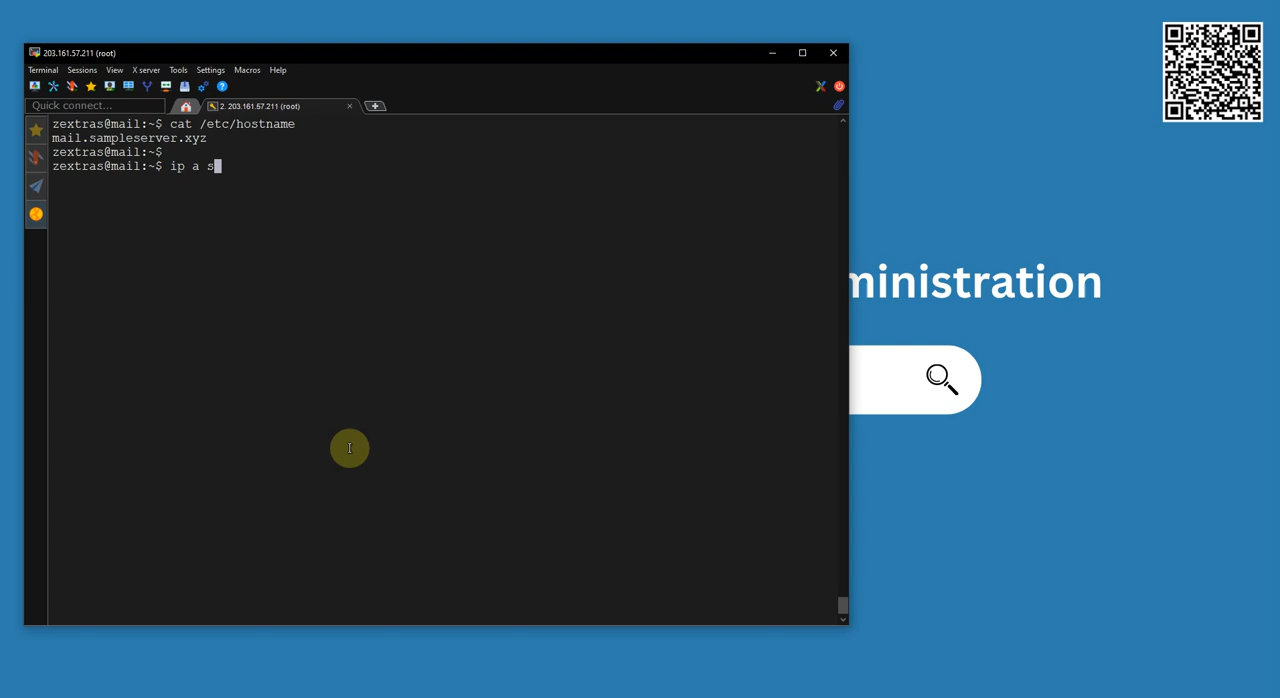 203.161.57.211 (root)
Terminal Sessions View X server Tools Settings Macros Help
Quick connect... 2. 203.161.57.211 (root)
zextras@mail:~$ cat /etc/hostname
mail.sampleserver.xyz
zextras@mail:~$
zextras@mail:~$ ip a s
ministration